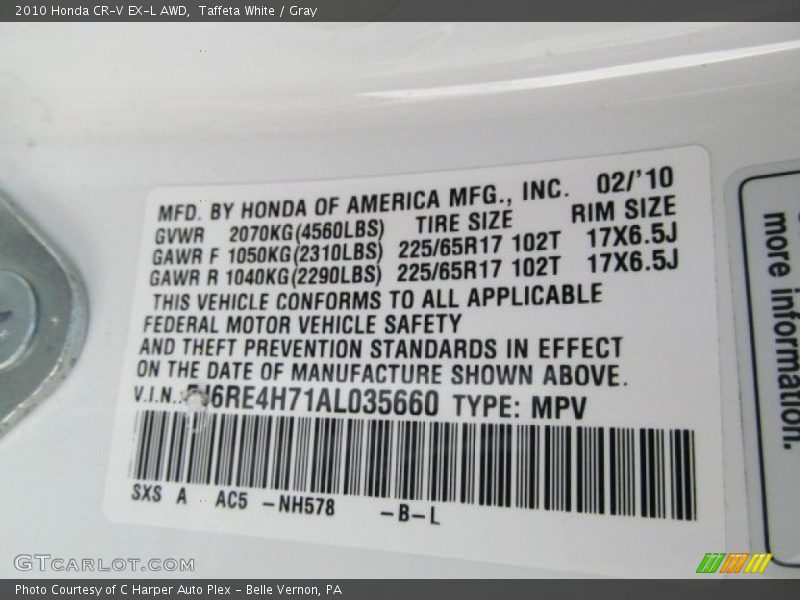 2010 Honda CR-V EX-L AWD,  Taffeta White / Gray
MFD. BY HONDA OF AMERICA MFG., INC. 02/'10
GVWR 2070KG(4560LBS) TIRE SIZE RIM SIZE
GAWR F 1050KG(2310LBS) 225/65R17 102T 17X6.5J
GAWR R 1040KG(2290LBS) 225/65R17 102T 17X6.5J
THIS VEHICLE CONFORMS TO ALL APPLICABLE
FEDERAL MOTOR VEHICLE SAFETY
AND THEFT PREVENTION STANDARDS IN EFFECT
ON THE DATE OF MANUFACTURE SHOWN ABOVE.
V.I.N.: TYPE: MPV
SXS A AC5 -NH578 -B-L
more information.
GTCARLOT.COM
Photo Courtesy of C Harper Auto Plex - Belle Vernon, PA